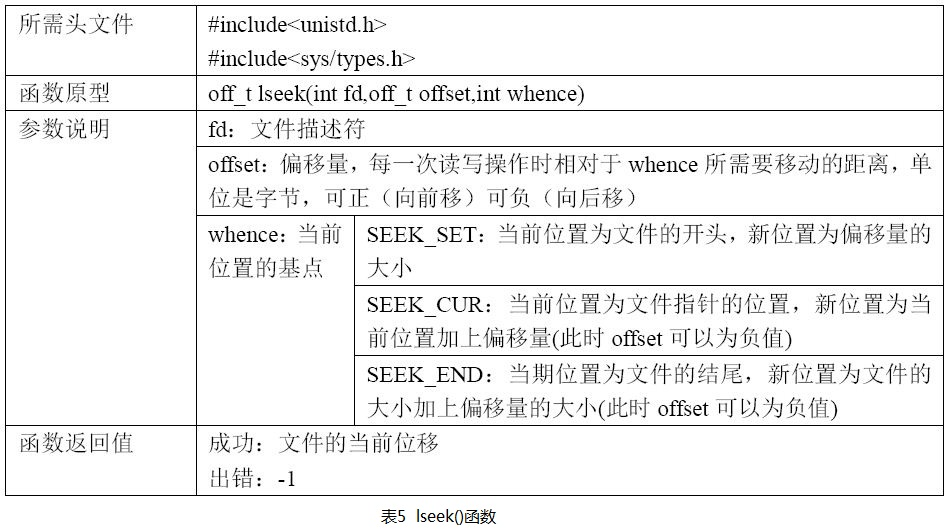 所需头文件
#include<unistd.h>
#include<sys/types.h>
函数原型
off_t lseek(int fd,off_t offset,int whence)
参数说明
fd：文件描述符
offset：偏移量，每一次读写操作时相对于 whence 所需要移动的距离，单
位是字节，可正（向前移）可负（向后移）
whence：当前
位置的基点
SEEK_SET：当前位置为文件的开头，新位置为偏移量的
大小
SEEK_CUR：当前位置为文件指针的位置，新位置为当
前位置加上偏移量(此时 offset 可以为负值)
SEEK_END：当期位置为文件的结尾，新位置为文件的
大小加上偏移量的大小(此时 offset 可以为负值)
函数返回值
成功：文件的当前位移
出错：-1
表5 lseek()函数